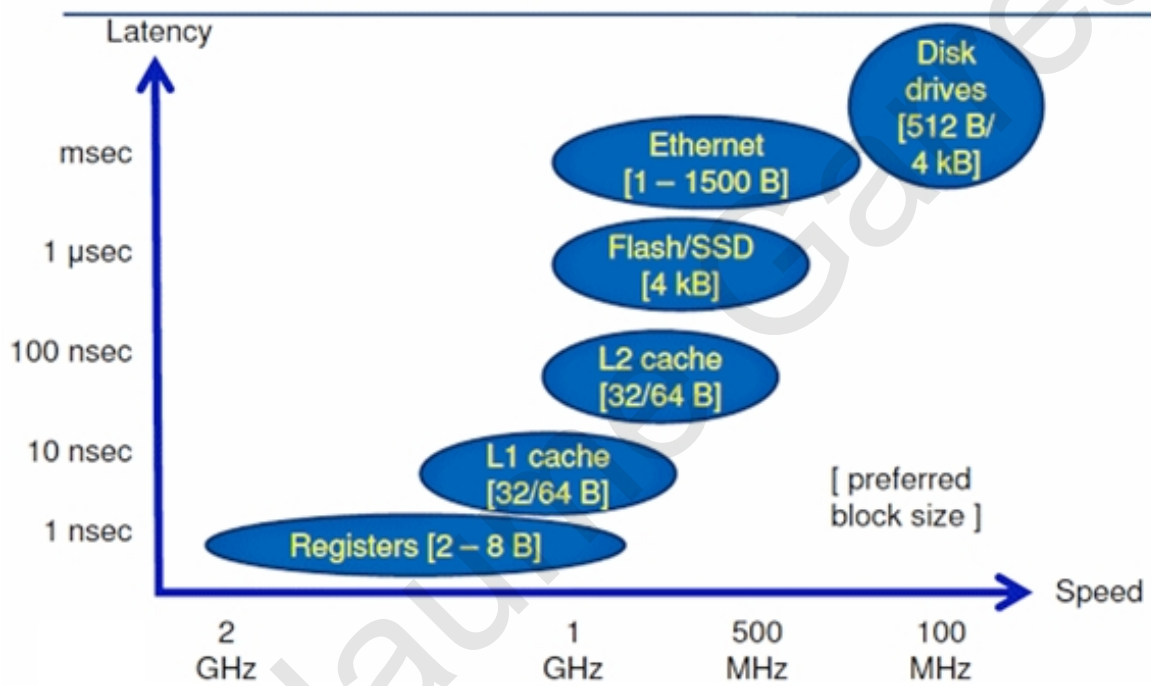 Latency
Disk
drives
[512 B/
4 kB]
msec
Ethernet
[1 – 1500 B]
1 µsec
Flash/SSD
[4 kB]
100 nsec
L2 cache
[32/64 B]
10 nsec
L1 cache
[32/64 B]
[ preferred
block size ]
1 nsec
Registers [2 – 8 B]
Speed
2
GHz
1
GHz
500
MHz
100
MHz